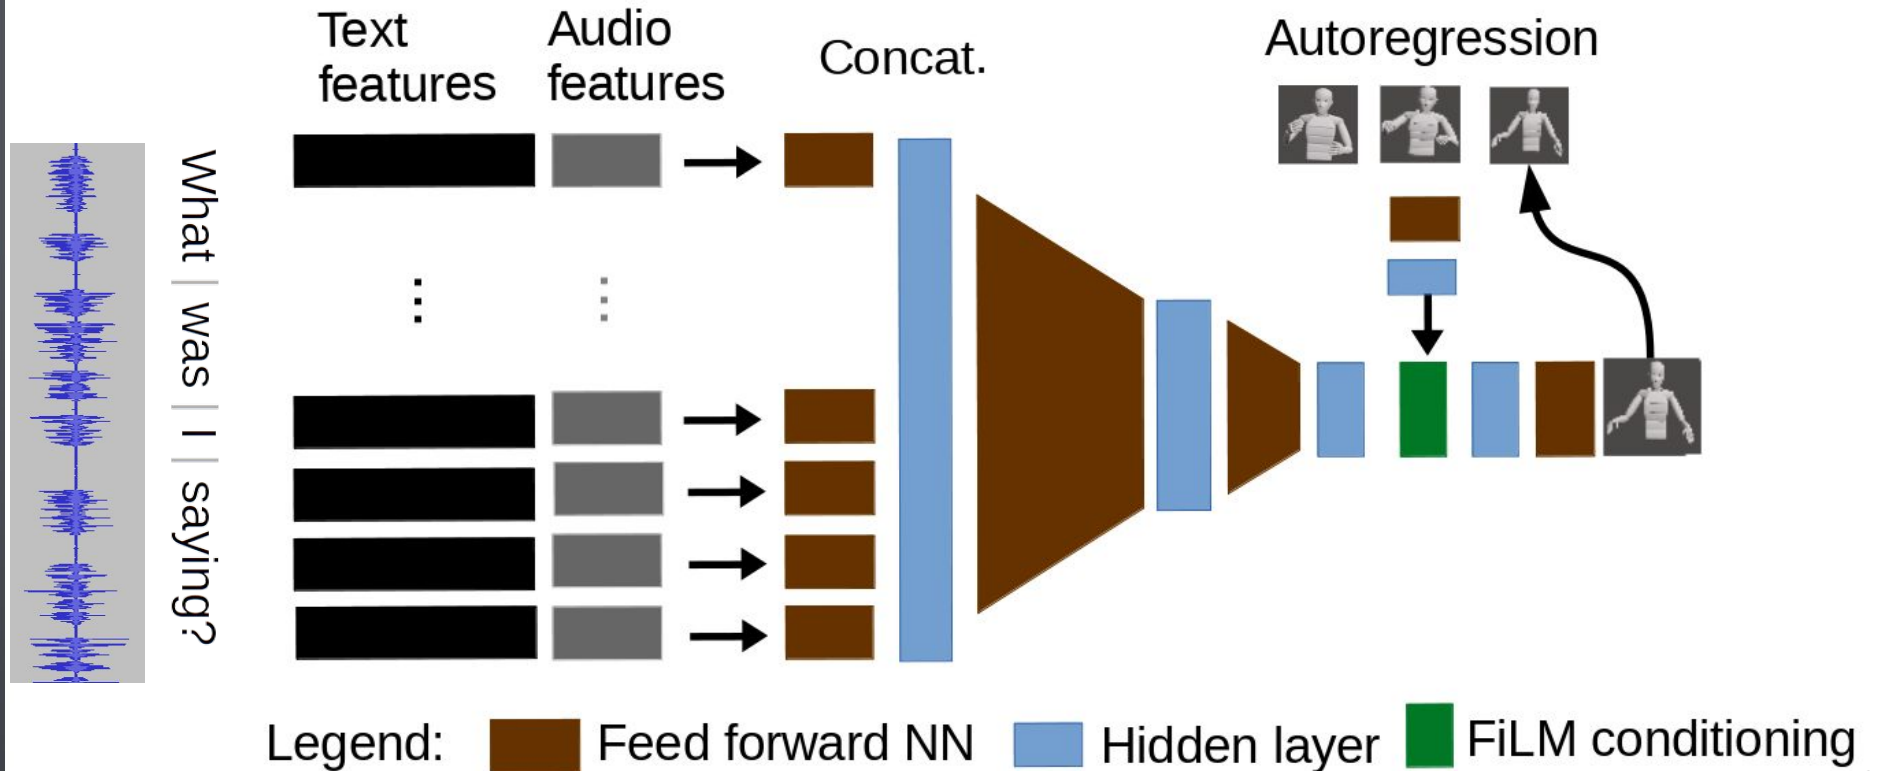 Text
features
Audio
features
Concat.
Autoregression
What | was | I | saying?
Legend:
Feed forward NN
Hidden layer
FiLM conditioning